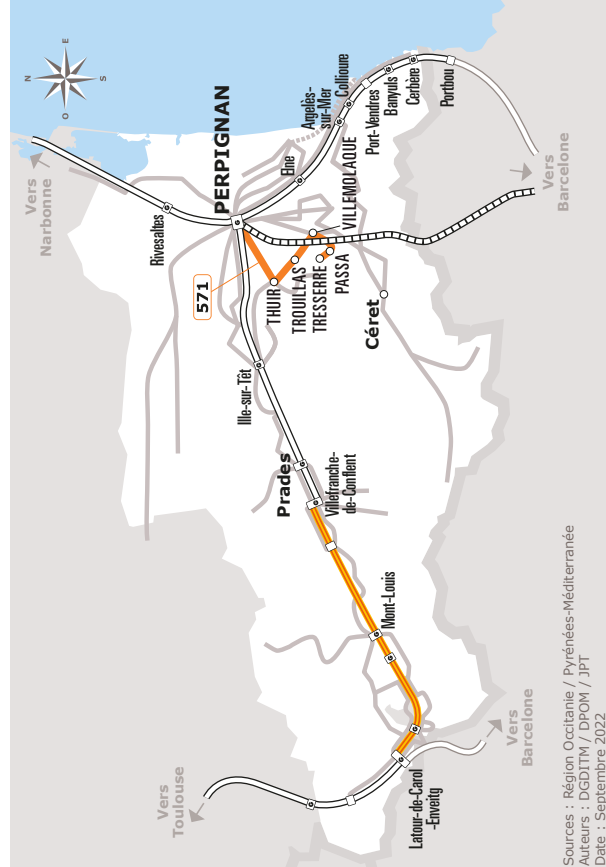 N
E
S
O
Vers
Narbonne
Rivesaltes
PERPIGNAN
571
THUIR
TROUILLAS
TRESSERRE
PASSA
VILLEMOLAQUE
Elne
Argelès-
sur-Mer
Collioure
Port-Vendres
Banyuls
Cerbère
Portbou
Vers
Barcelone
Céret
Ille-sur-Têt
Prades
Villefranche-
de-Conflent
Mont-Louis
Latour-de-Carol
-Enveitg
Vers
Toulouse
Vers
Barcelone
Sources : Région Occitanie / Pyrénées-Méditerranée
Auteurs : DGDITM / DPOM / JPT
Date : Septembre 2022